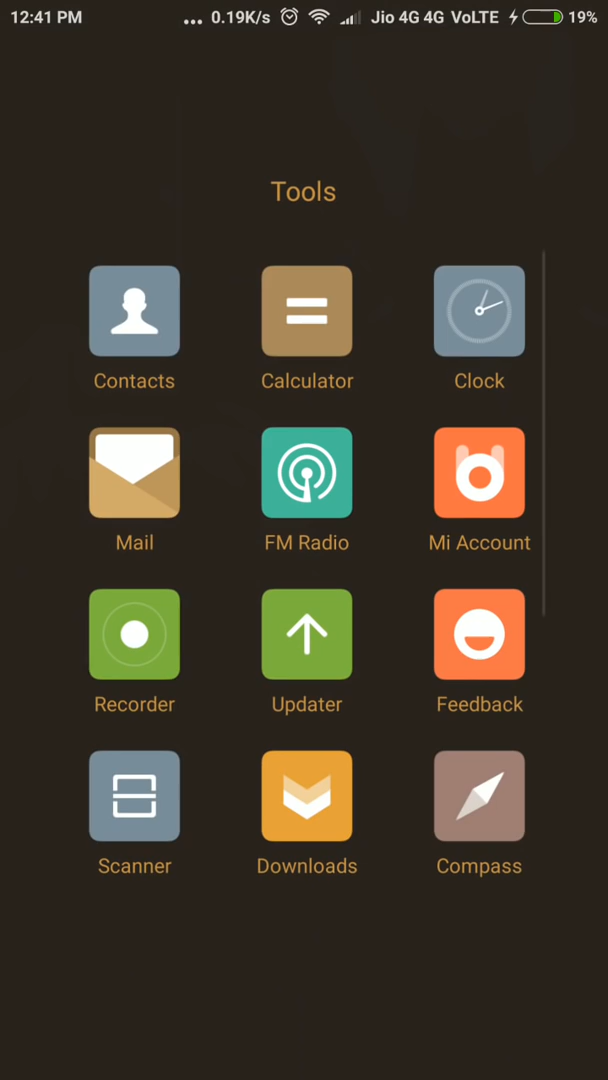 12:41 PM ... 0.19K/s Jio 4G 4G VoLTE 19%
Tools
Contacts Calculator Clock
Mail FM Radio Mi Account
Recorder Updater Feedback
Scanner Downloads Compass